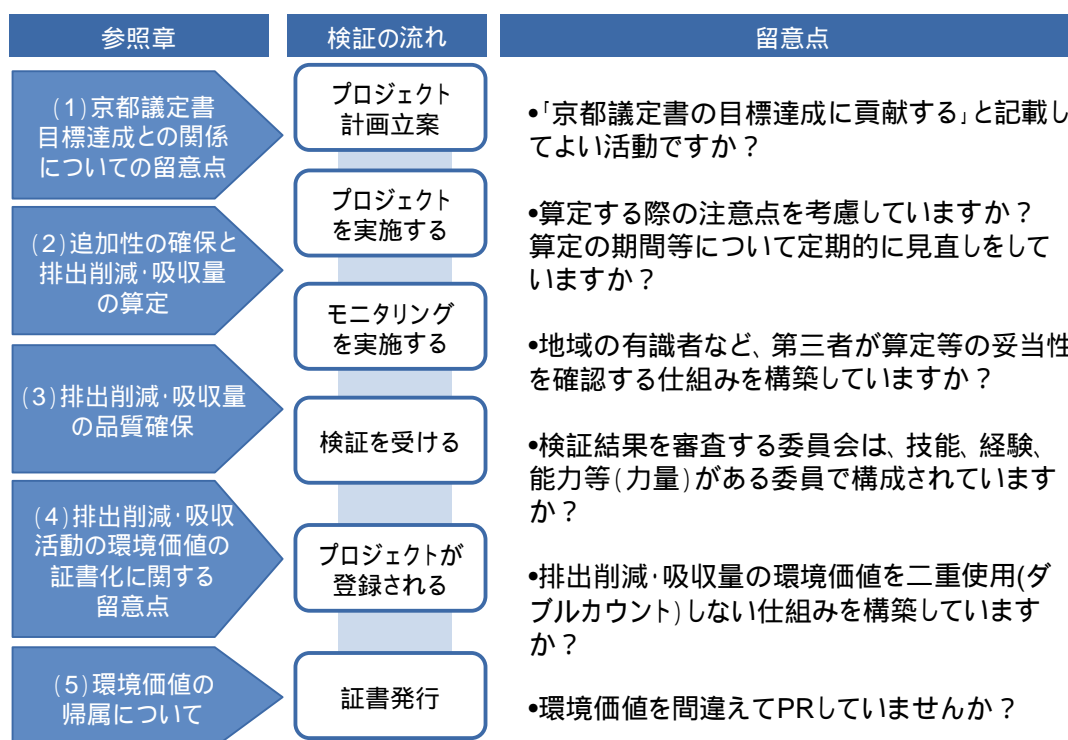 参照章
検証の流れ
留意点
(1)京都議定書
目標達成との関係
についての留意点
(2)追加性の確保と
排出削減・吸収量
の算定
(3)排出削減・吸収量
の品質確保
(4)排出削減・吸収
活動の環境価値の
証書化に関する
留意点
(5)環境価値の
帰属について
プロジェクト
計画立案
プロジェクト
を実施する
モニタリング
を実施する
検証を受ける
プロジェクトが
登録される
証書発行
•「京都議定書の目標達成に貢献する」と記載し
てよい活動ですか？
•算定する際の注意点を考慮していますか？
算定の期間等について定期的に見直しをして
いますか？
•地域の有識者など、第三者が算定等の妥当性
を確認する仕組みを構築していますか？
•検証結果を審査する委員会は、技能、経験、
能力等(力量)がある委員で構成されています
か？
•排出削減・吸収量の環境価値を二重使用(ダ
ブルカウント)しない仕組みを構築しています
か？
•環境価値を間違えてPRしていませんか？